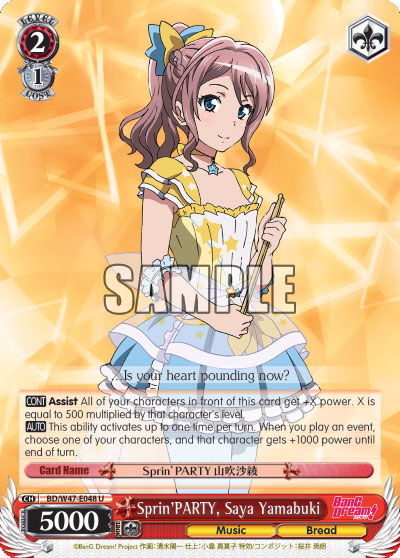 LEVEL
2
1
COST
SAMPLE
...Is your heart pounding now?
CONT Assist All of your characters in front of this card get +X power. X is
equal to 500 multiplied by that character's level.
AUTO This ability activates up to one time per turn. When you play an event,
choose one of your characters, and that character gets +1000 power until
end of turn.
Card Name
Sprin'PARTY 山吹沙綾
CH BD/W47-E048 U
Sprin'PARTY, Saya Yamabuki
BanG Dream!
POWER
5000
Music
Bread
©BanG Dream! Project